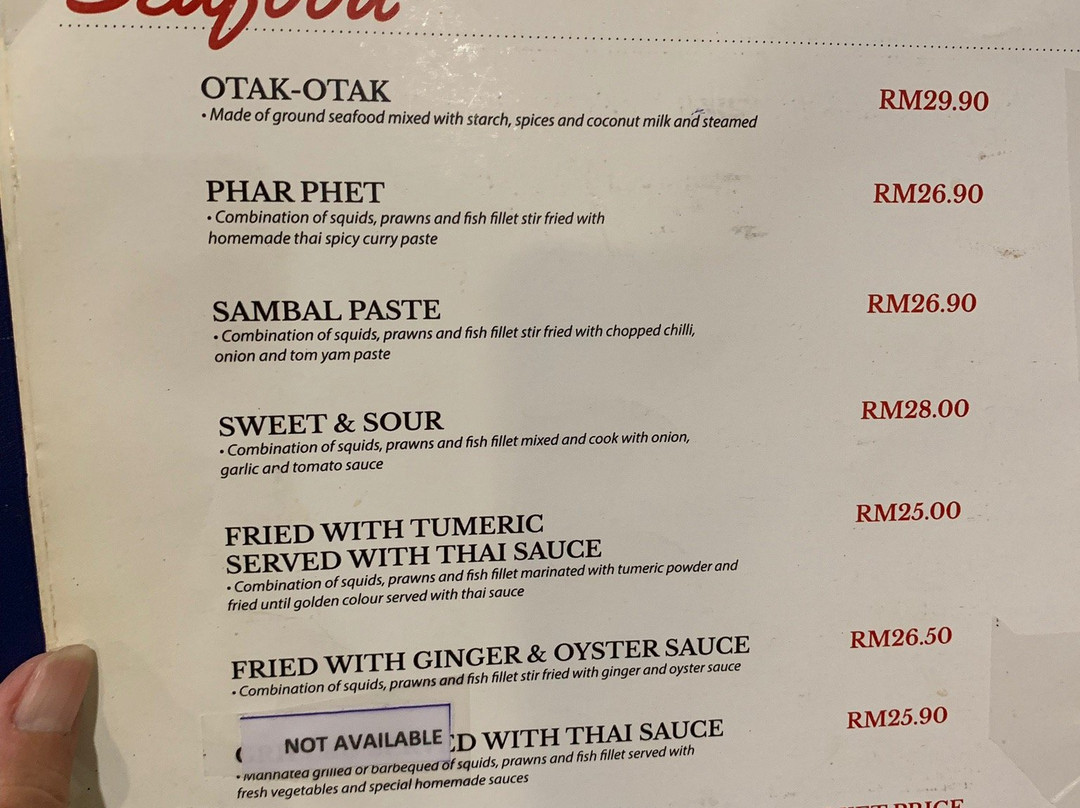 Seafood
OTAK-OTAK
RM29.90
• Made of ground seafood mixed with starch, spices and coconut milk and steamed
PHAR PHET
RM26.90
• Combination of squids, prawns and fish fillet stir fried with
homemade thai spicy curry paste
SAMBAL PASTE
RM26.90
• Combination of squids, prawns and fish fillet stir fried with chopped chilli,
onion and tom yam paste
SWEET & SOUR
RM28.00
• Combination of squids, prawns and fish fillet mixed and cook with onion,
garlic and tomato sauce
FRIED WITH TUMERIC
SERVED WITH THAI SAUCE
RM25.00
• Combination of squids, prawns and fish fillet marinated with tumeric powder and
fried until golden colour served with thai sauce
FRIED WITH GINGER & OYSTER SAUCE
RM26.50
• Combination of squids, prawns and fish fillet stir fried with ginger and oyster sauce
NOT AVAILABLE
WITH THAI SAUCE
RM25.90
• Marinated grilled or barbequed of squids, prawns and fish fillet served with
fresh vegetables and special homemade sauces
PRICE